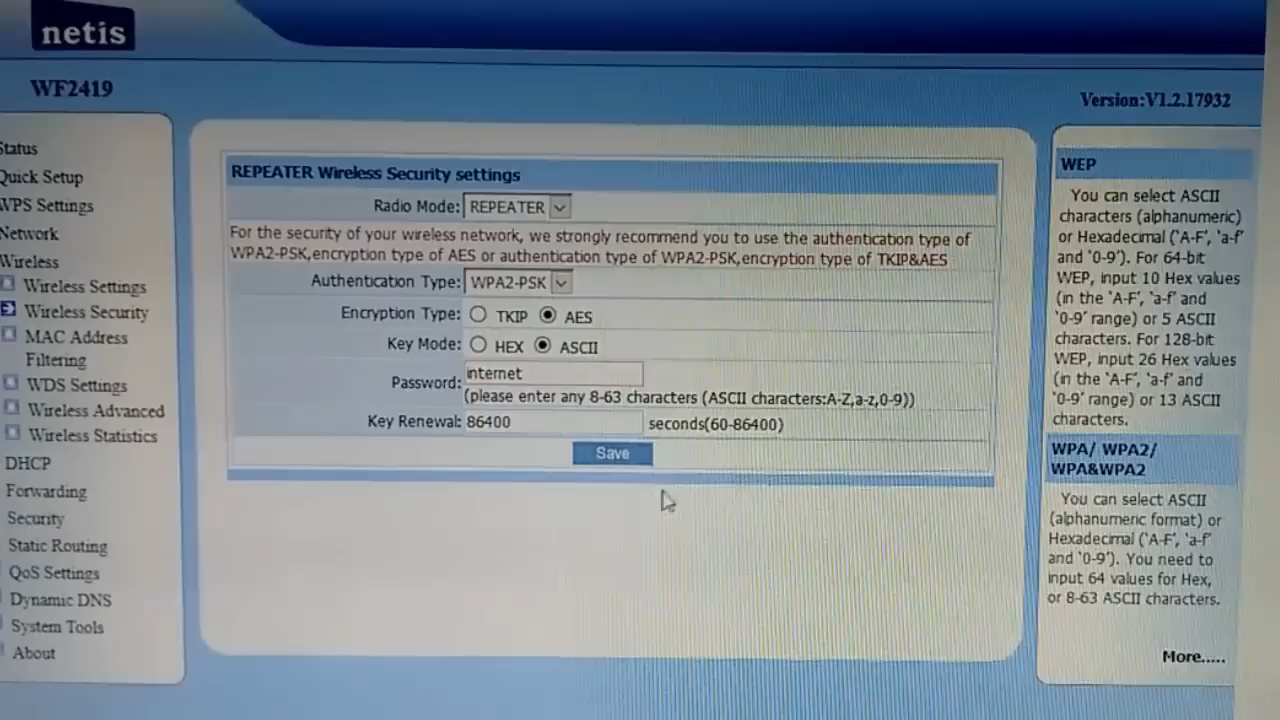 netis
WF2419
Version:V1.2.17932
Status
Quick Setup
WPS Settings
Network
Wireless
Wireless Settings
Wireless Security
MAC Address
Filtering
WDS Settings
Wireless Advanced
Wireless Statistics
DHCP
Forwarding
Security
Static Routing
QoS Settings
Dynamic DNS
System Tools
About
REPEATER Wireless Security settings
Radio Mode: REPEATER
For the security of your wireless network, we strongly recommend you to use the authentication type of
WPA2-PSK,encryption type of AES or authentication type of WPA2-PSK,encryption type of TKIP&AES
Authentication Type: WPA2-PSK
Encryption Type: TKIP AES
Key Mode: HEX ASCII
Password: internet
(please enter any 8-63 characters (ASCII characters:A-Z,a-z,0-9))
Key Renewal: 86400 seconds(60-86400)
Save
WEP
You can select ASCII
characters (alphanumeric)
or Hexadecimal ('A-F', 'a-f'
and '0-9'). For 64-bit
WEP, input 10 Hex values
(in the 'A-F', 'a-f' and
'0-9' range) or 5 ASCII
characters. For 128-bit
WEP, input 26 Hex values
(in the 'A-F', 'a-f' and
'0-9' range) or 13 ASCII
characters.
WPA/ WPA2/
WPA&WPA2
You can select ASCII
(alphanumeric format) or
Hexadecimal ('A-F', 'a-f'
and '0-9'). You need to
input 64 values for Hex,
or 8-63 ASCII characters.
More.....